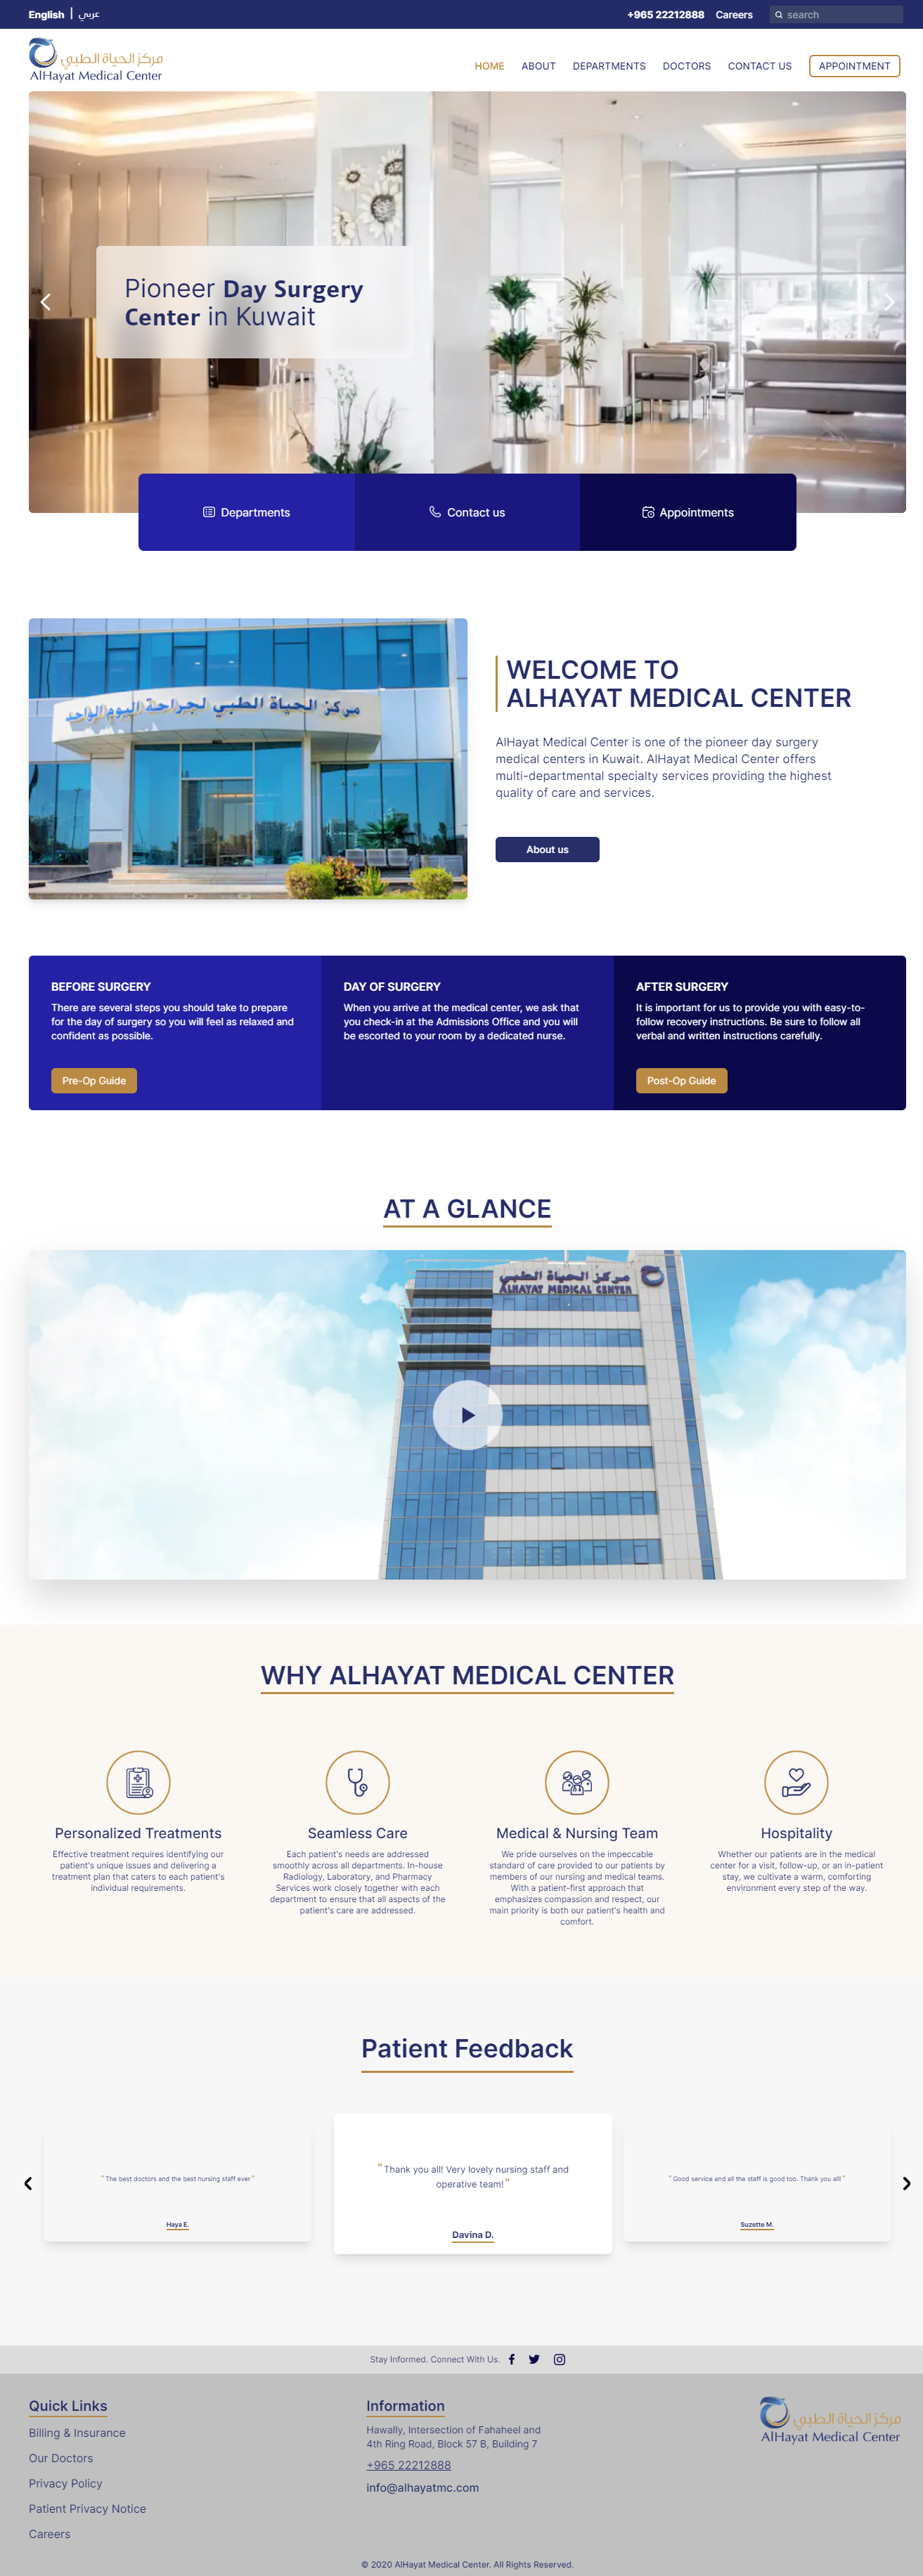 English | عربي
+965 22212888
Careers
search
مركز الحياة الطبي
AlHayat Medical Center
HOME
ABOUT
DEPARTMENTS
DOCTORS
CONTACT US
APPOINTMENT
Pioneer Day Surgery
Center in Kuwait
Departments
Contact us
Appointments
مركز الحياة الطبي لجراحة اليوم الواحد
WELCOME TO
ALHAYAT MEDICAL CENTER
AlHayat Medical Center is one of the pioneer day surgery
medical centers in Kuwait. AlHayat Medical Center offers
multi-departmental specialty services providing the highest
quality of care and services.
About us
BEFORE SURGERY
There are several steps you should take to prepare
for the day of surgery so you will feel as relaxed and
confident as possible.
Pre-Op Guide
DAY OF SURGERY
When you arrive at the medical center, we ask that
you check-in at the Admissions Office and you will
be escorted to your room by a dedicated nurse.
AFTER SURGERY
It is important for us to provide you with easy-to-
follow recovery instructions. Be sure to follow all
verbal and written instructions carefully.
Post-Op Guide
AT A GLANCE
مركز الحياة الطبي
ALHAYAT MEDICAL CENTER
WHY ALHAYAT MEDICAL CENTER
Personalized Treatments
Effective treatment requires identifying our
patient's unique issues and delivering a
treatment plan that caters to each patient's
individual requirements.
Seamless Care
Each patient's needs are addressed
smoothly across all departments. In-house
Radiology, Laboratory, and Pharmacy
Services work closely together with each
department to ensure that all aspects of the
patient's care are addressed.
Medical & Nursing Team
We pride ourselves on the impeccable
standard of care provided to our patients by
members of our nursing and medical teams.
With a patient-first approach that
emphasizes compassion and respect, our
main priority is both our patient's health and
comfort.
Hospitality
Whether our patients are in the medical
center for a visit, follow-up, or an in-patient
stay, we cultivate a warm, comforting
environment every step of the way.
Patient Feedback
"The best doctors and the best nursing staff ever"
Haya E.
"Thank you all! Very lovely nursing staff and
operative team!"
Davina D.
"Good service and all the staff is good too. Thank you all!"
Suzette M.
Stay Informed. Connect With Us.
Quick Links
Billing & Insurance
Our Doctors
Privacy Policy
Patient Privacy Notice
Careers
Information
Hawally, Intersection of Fahaheel and
4th Ring Road, Block 57 B, Building 7
+965 22212888
info@alhayatmc.com
مركز الحياة الطبي
AlHayat Medical Center
© 2020 AlHayat Medical Center. All Rights Reserved.